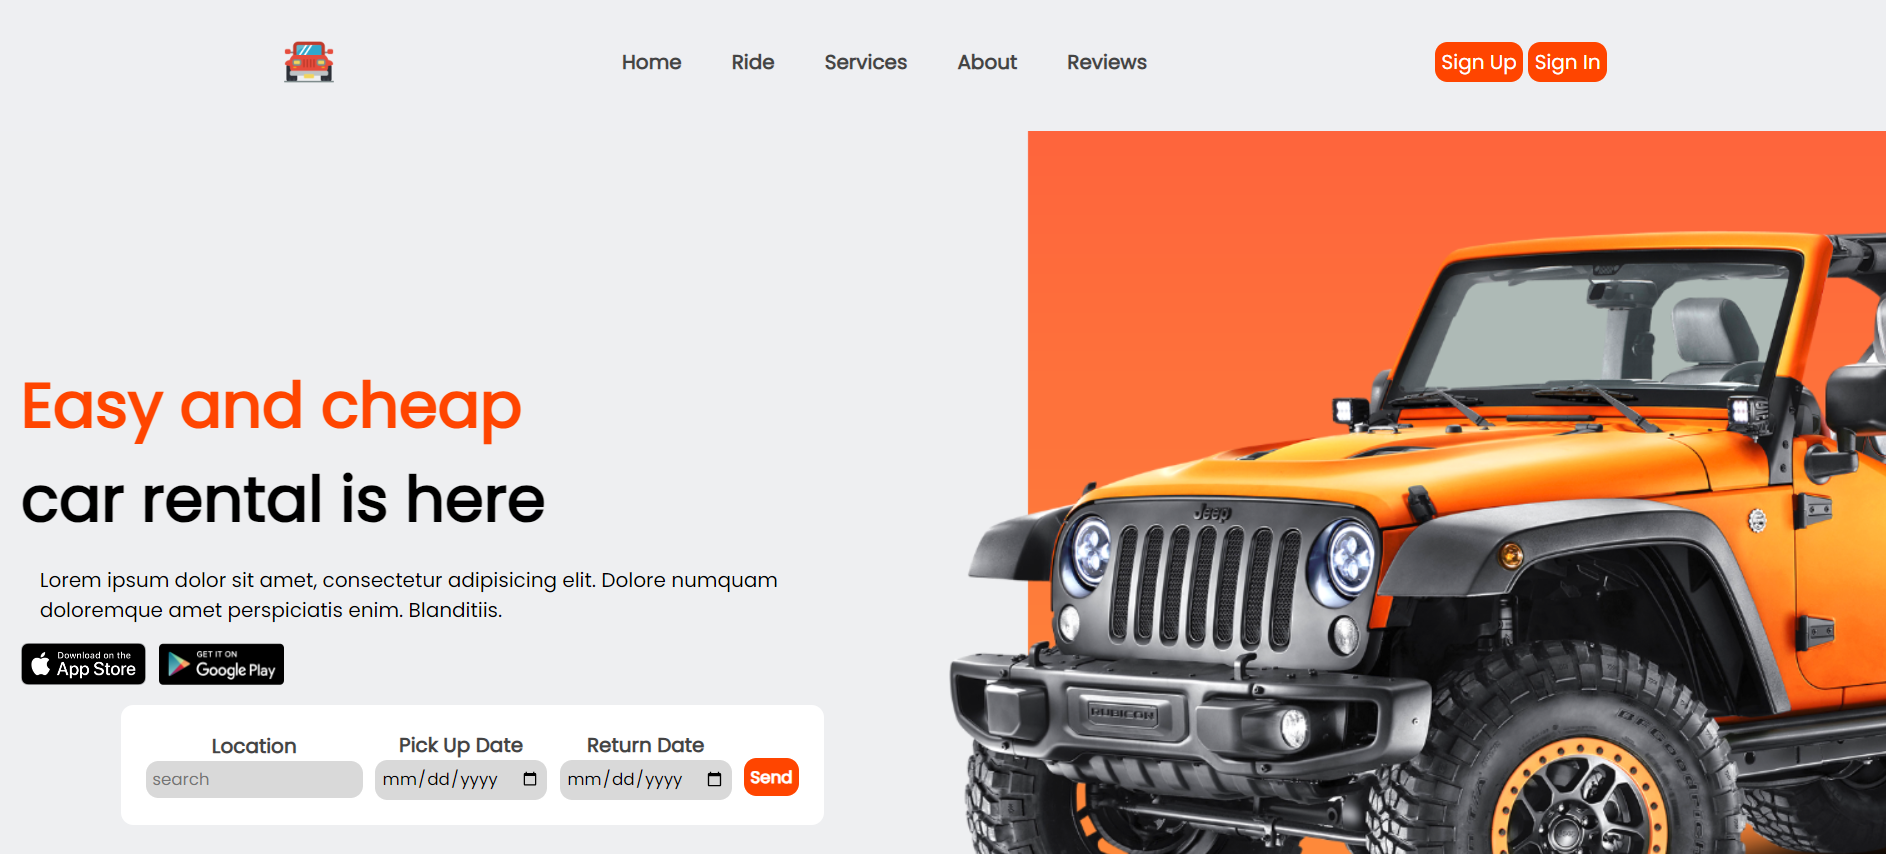 Home Ride Services About Reviews Sign Up Sign In
Easy and cheap
car rental is here
Lorem ipsum dolor sit amet, consectetur adipisicing elit. Dolore numquam
doloremque amet perspiciatis enim. Blanditiis.
Download on the
App Store
GET IT ON
Google Play
Location Pick Up Date Return Date
search mm/dd/yyyy mm/dd/yyyy Send
Jeep
RUBICON
BFGoodrich